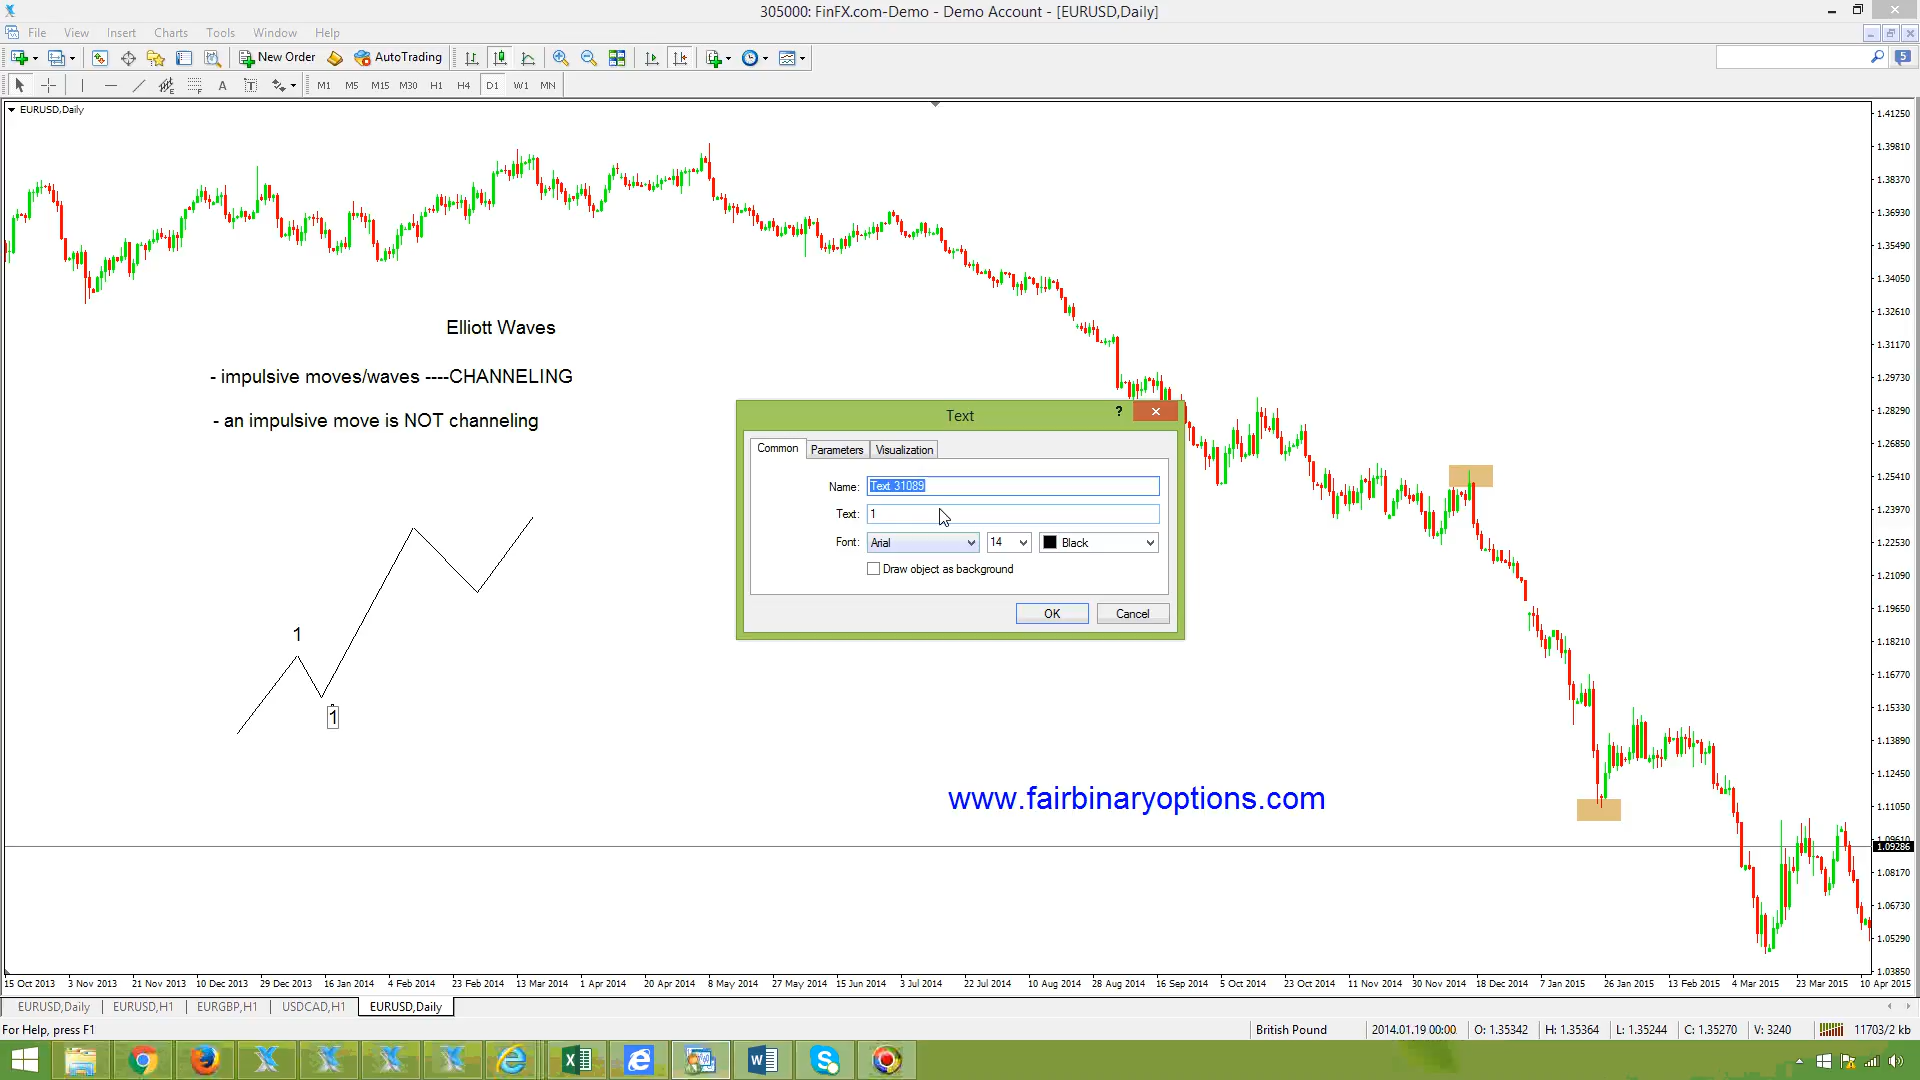 305000: FinFX.com-Demo - Demo Account - [EURUSD,Daily]
File View Insert Charts Tools Window Help
New Order AutoTrading 5
A T M1 M5 M15 M30 H1 H4 D1 W1 MN
EURUSD,Daily
1.41250
1.39810
1.38370
1.36930
1.35490
1.34050
1.32610
1.31170
1.29730
1.28290
1.26850
1.25410
1.23970
1.22530
1.21090
1.19650
1.18210
1.16770
1.15330
1.13890
1.12450
1.11050
1.09610
1.09286
1.08170
1.06730
1.05290
1.03850
Elliott Waves
- impulsive moves/waves ----CHANNELING
- an impulsive move is NOT channeling
1
1
Text ?
Common Parameters Visualization
Name: Text 31089
Text: 1
Font: Arial 14 Black
Draw object as background
OK Cancel
www.fairbinaryoptions.com
15 Oct 2013 3 Nov 2013 21 Nov 2013 10 Dec 2013 29 Dec 2013 16 Jan 2014 4 Feb 2014 23 Feb 2014 13 Mar 2014 1 Apr 2014 20 Apr 2014 8 May 2014 27 May 2014 15 Jun 2014 3 Jul 2014 22 Jul 2014 10 Aug 2014 28 Aug 2014 16 Sep 2014 5 Oct 2014 23 Oct 2014 11 Nov 2014 30 Nov 2014 18 Dec 2014 7 Jan 2015 26 Jan 2015 13 Feb 2015 4 Mar 2015 23 Mar 2015 10 Apr 2015
EURUSD,Daily EURUSD,H1 EURGBP,H1 USDCAD,H1 EURUSD,Daily
For Help, press F1 British Pound 2014.01.19 00:00 O: 1.35342 H: 1.35364 L: 1.35244 C: 1.35270 V: 3240 11703/2 kb